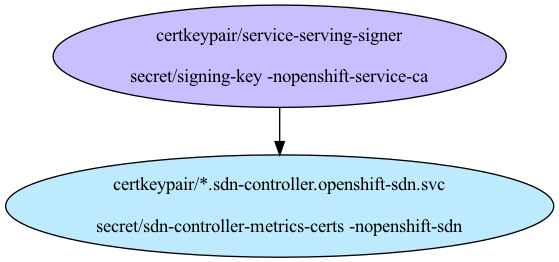 certkeypair/service-serving-signer
secret/signing-key -nopenshift-service-ca
certkeypair/*.sdn-controller.openshift-sdn.svc
secret/sdn-controller-metrics-certs -nopenshift-sdn